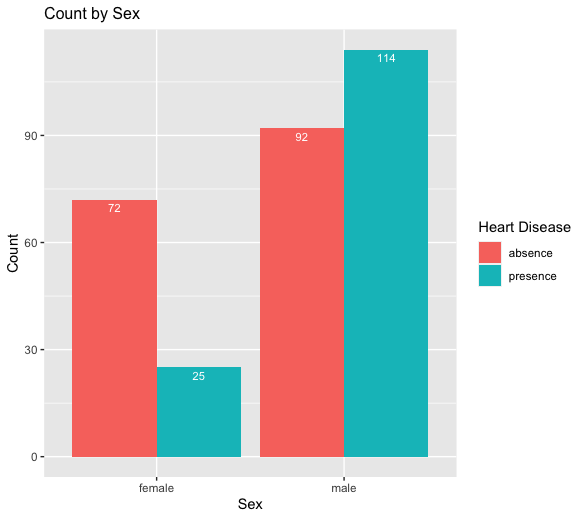 Count by Sex
114
92
72
25
90
60
30
0
Count
female
male
Sex
Heart Disease
absence
presence